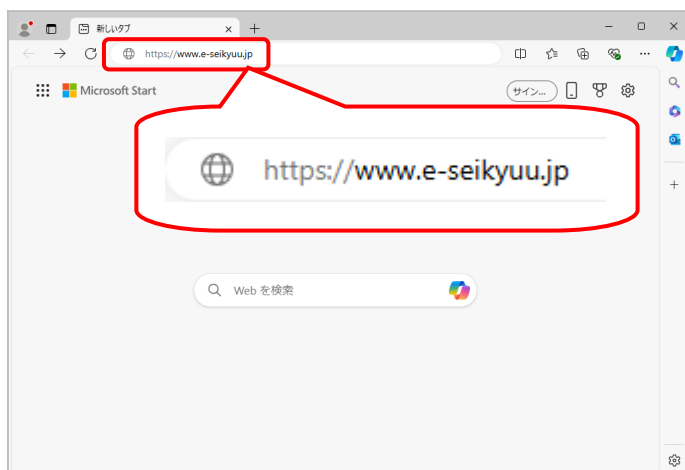 新しいタブ
https://www.e-seikyuu.jp
Microsoft Start
サイン...
https://www.e-seikyuu.jp
Web を検索